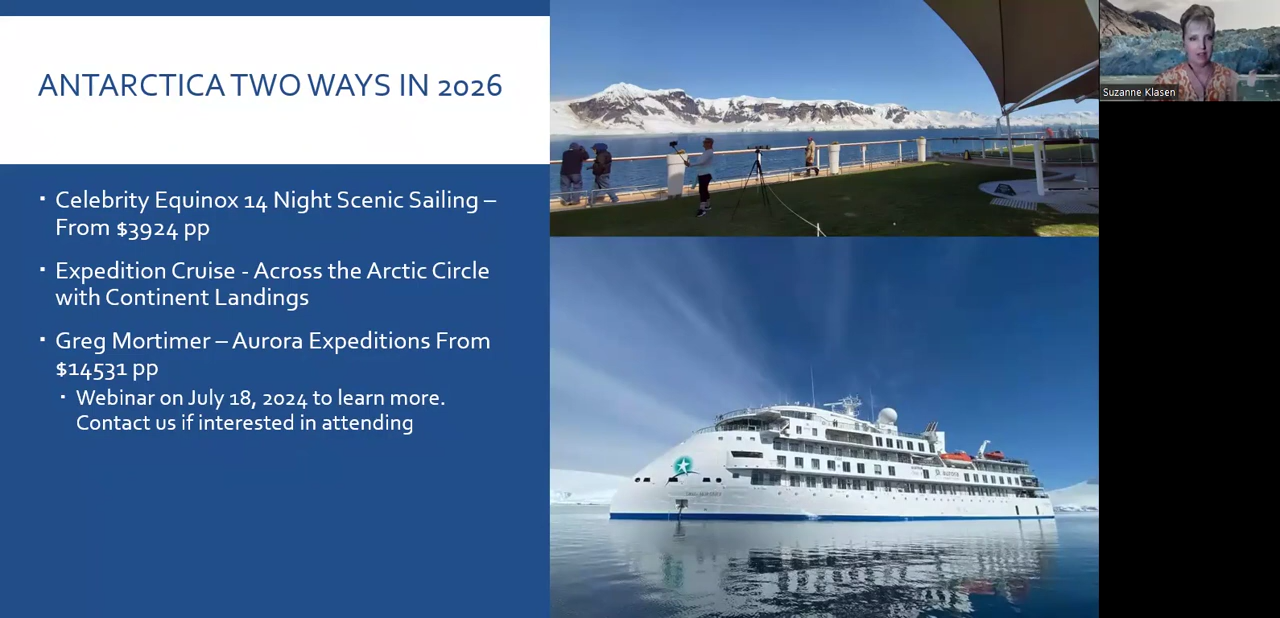 ANTARCTICA TWO WAYS IN 2026
Suzanne Klasen
▪ Celebrity Equinox 14 Night Scenic Sailing –
From $3924 pp
▪ Expedition Cruise - Across the Arctic Circle
with Continent Landings
▪ Greg Mortimer – Aurora Expeditions From
$14531 pp
▪ Webinar on July 18, 2024 to learn more.
Contact us if interested in attending
aurora